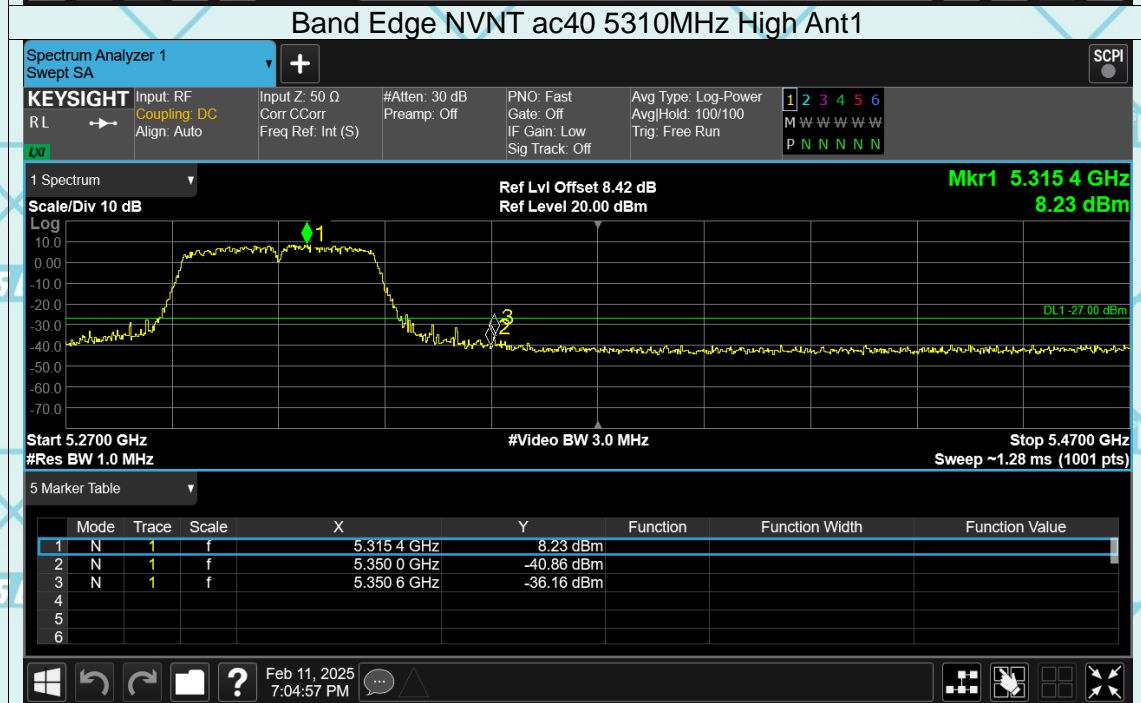 Band Edge NVNT ac40 5310MHz High Ant1
Spectrum Analyzer 1
Swept SA
+
SCPI
KEYSIGHT Input: RF Input Z: 50 Ω #Atten: 30 dB PNO: Fast Avg Type: Log-Power 1 2 3 4 5 6
RL Coupling: DC Corr CCorr Preamp: Off Gate: Off Avg|Hold: 100/100 M W W W W W
Align: Auto Freq Ref: Int (S) IF Gain: Low Trig: Free Run
LXI Sig Track: Off P N N N N N
1 Spectrum Ref Lvl Offset 8.42 dB Mkr1 5.315 4 GHz
Scale/Div 10 dB Ref Level 20.00 dBm 8.23 dBm
Log
1
10.0
0.00
-10.0
-20.0
DL1 -27.00 dBm
3
-30.0
2
-40.0
-50.0
-60.0
-70.0
Start 5.2700 GHz #Video BW 3.0 MHz Stop 5.4700 GHz
#Res BW 1.0 MHz Sweep ~1.28 ms (1001 pts)
5 Marker Table
Mode Trace Scale X Y Function Function Width Function Value
1 N 1 f 5.315 4 GHz 8.23 dBm
2 N 1 f 5.350 0 GHz -40.86 dBm
3 N 1 f 5.350 6 GHz -36.16 dBm
4
5
6
? Feb 11, 2025
7:04:57 PM